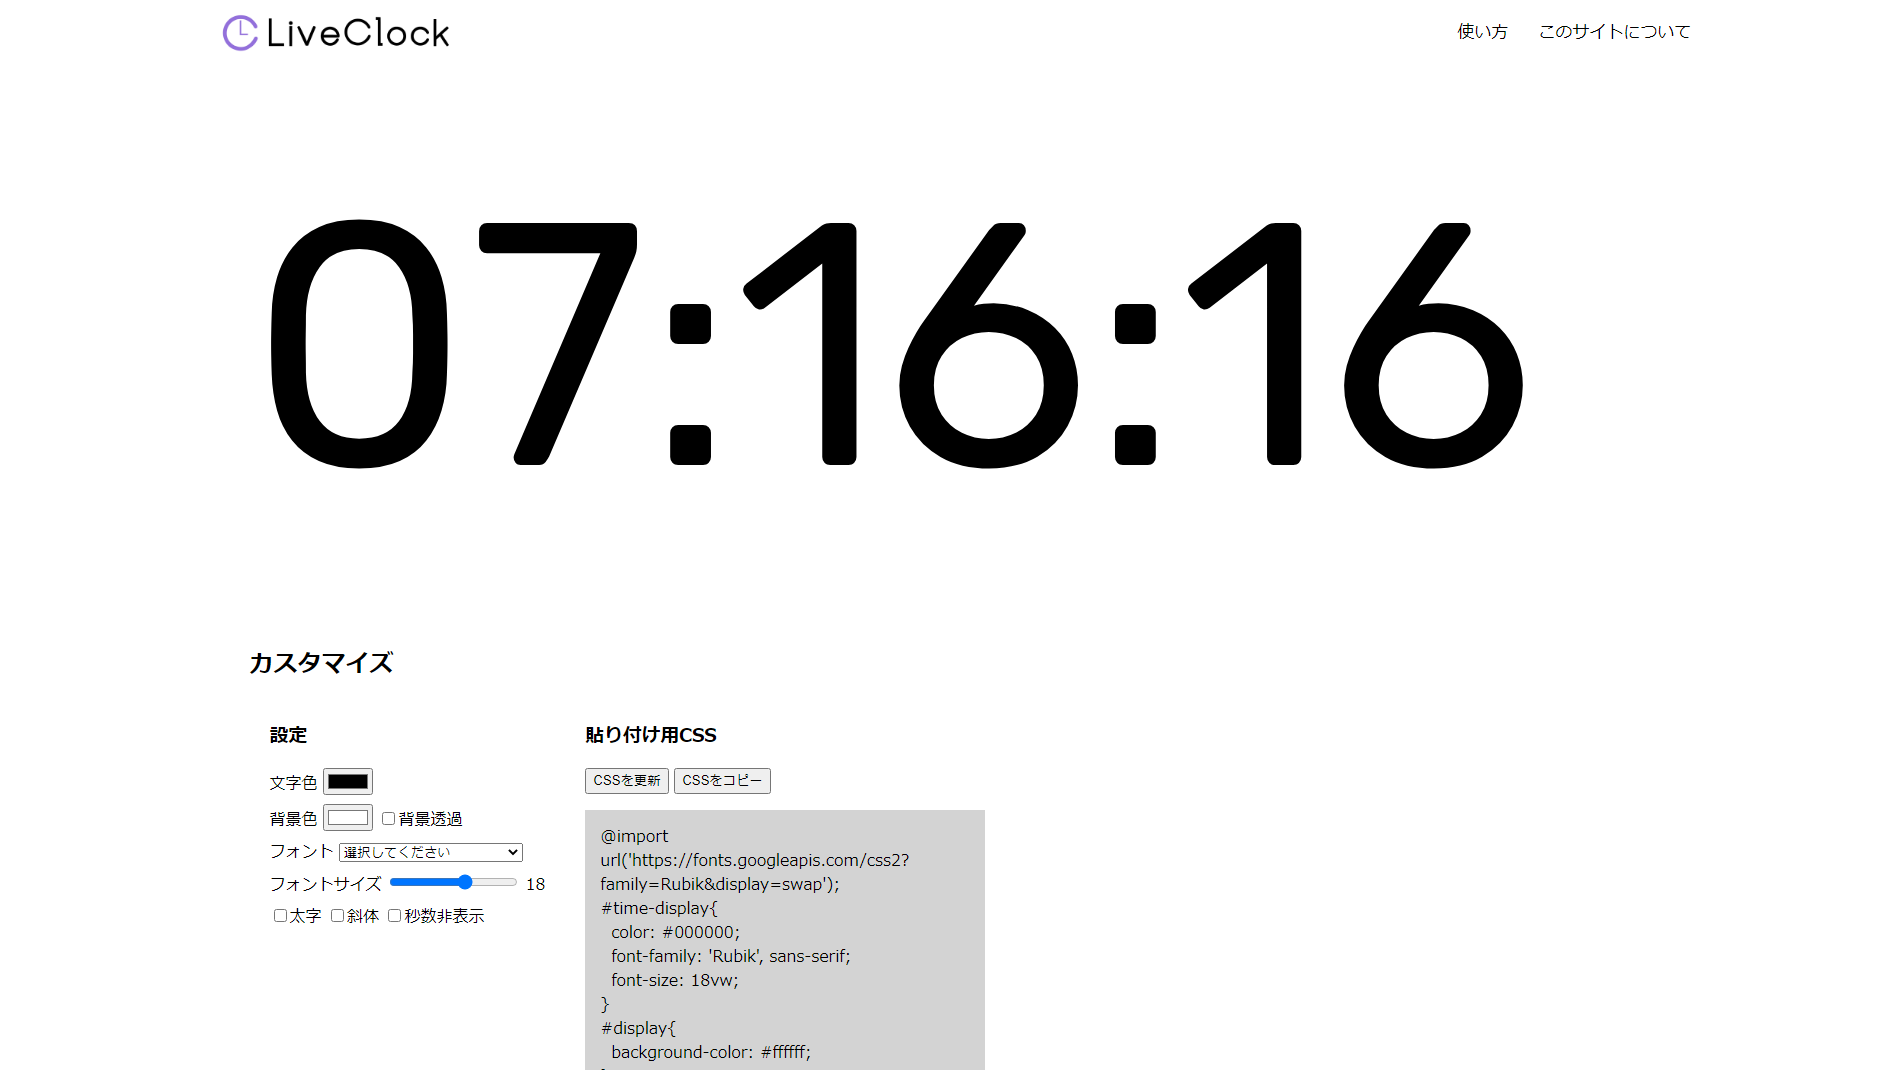 LiveClock
使い方 このサイトについて
07:16:16
カスタマイズ
設定
文字色
背景色 背景透過
フォント 選択してください
フォントサイズ 18
太字 斜体 秒数非表示
貼り付け用CSS
CSSを更新 CSSをコピー
@import
url('https://fonts.googleapis.com/css2?
family=Rubik&display=swap');
#time-display{
color: #000000;
font-family: 'Rubik', sans-serif;
font-size: 18vw;
}
#display{
background-color: #ffffff;